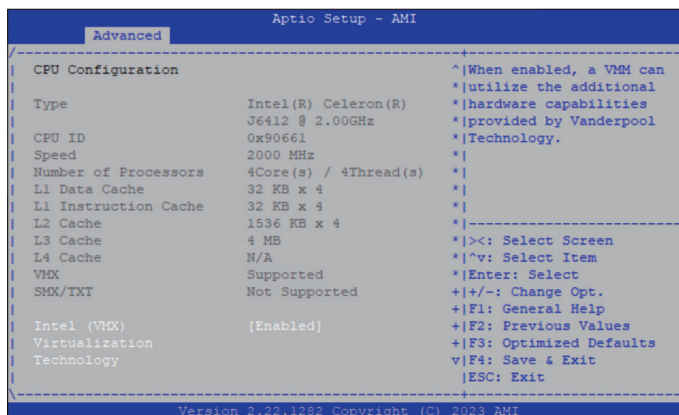 Aptio Setup - AMI
Advanced
/----------------------------------------------------+-----------------------
| CPU Configuration ^|When enabled, a VMM can
| *|utilize the additional
| Type Intel(R) Celeron(R) *|hardware capabilities
| J6412 @ 2.00GHz *|provided by Vanderpool
| CPU ID 0x90661 *|Technology.
| Speed 2000 MHz *|
| Number of Processors 4Core(s) / 4Thread(s) *|
| L1 Data Cache 32 KB x 4 *|
| L1 Instruction Cache 32 KB x 4 *|
| L2 Cache 1536 KB x 4 *|-----------------------
| L3 Cache 4 MB *|><: Select Screen
| L4 Cache N/A *|^v: Select Item
| VMX Supported *|Enter: Select
| SMX/TXT Not Supported +|+/-: Change Opt.
| +|F1: General Help
| Intel (VMX) [Enabled] +|F2: Previous Values
| Virtualization +|F3: Optimized Defaults
| Technology v|F4: Save & Exit
| |ESC: Exit
\----------------------------------------------------+-----------------------
Version 2.22.1282 Copyright (C) 2023 AMI